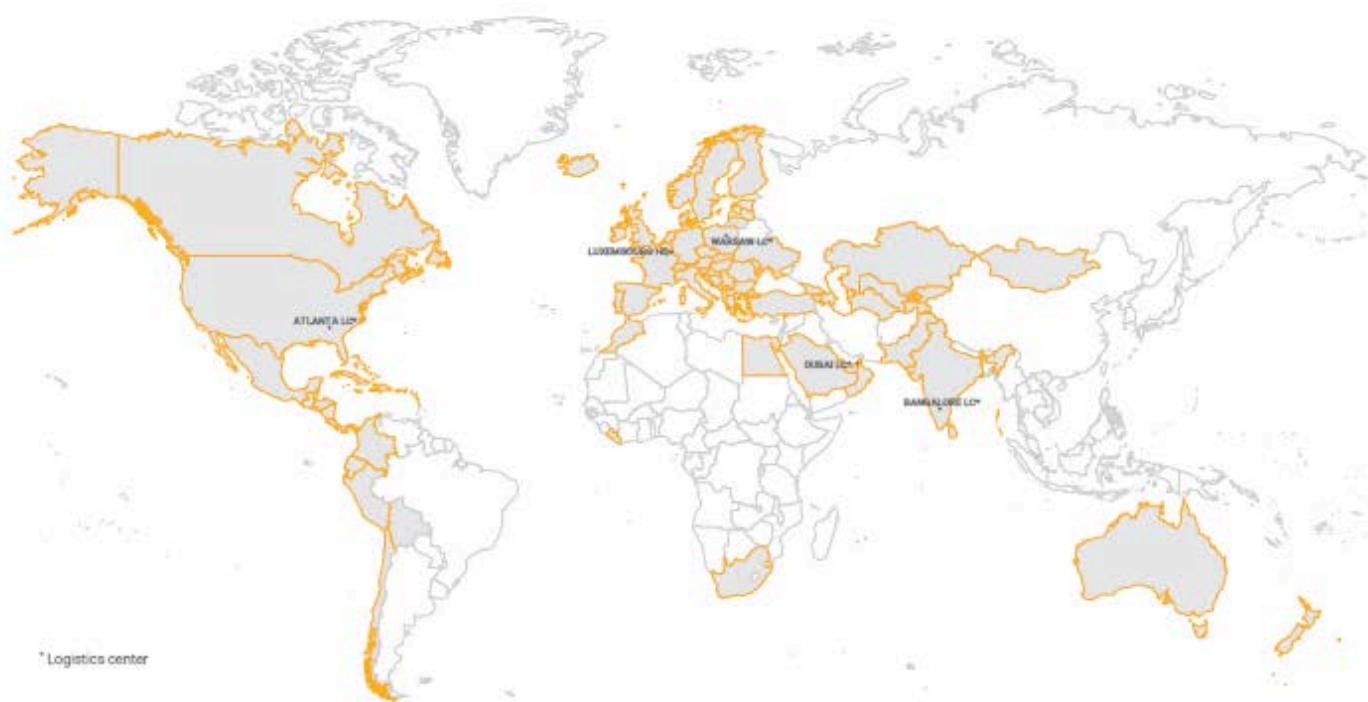 LUXEMBOURG HQ*
WARSAW LC*
ATLANTA LC*
DUBAI LC*
BANGALORE LC*
* Logistics center